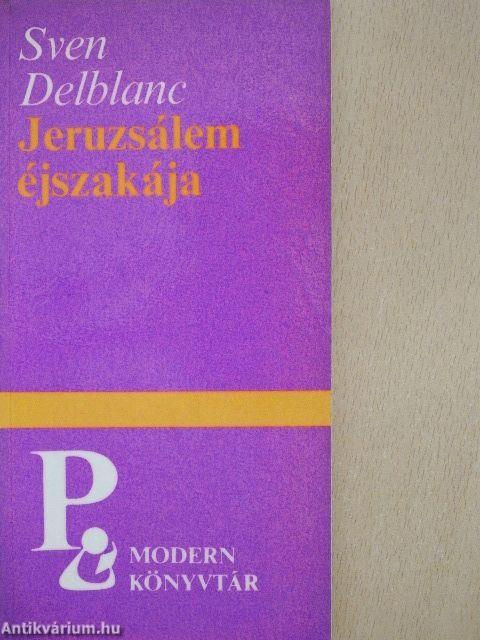 Sven
Delblanc
Jeruzsálem
éjszakája
P
MODERN
KÖNYVTÁR
Antikvárium.hu